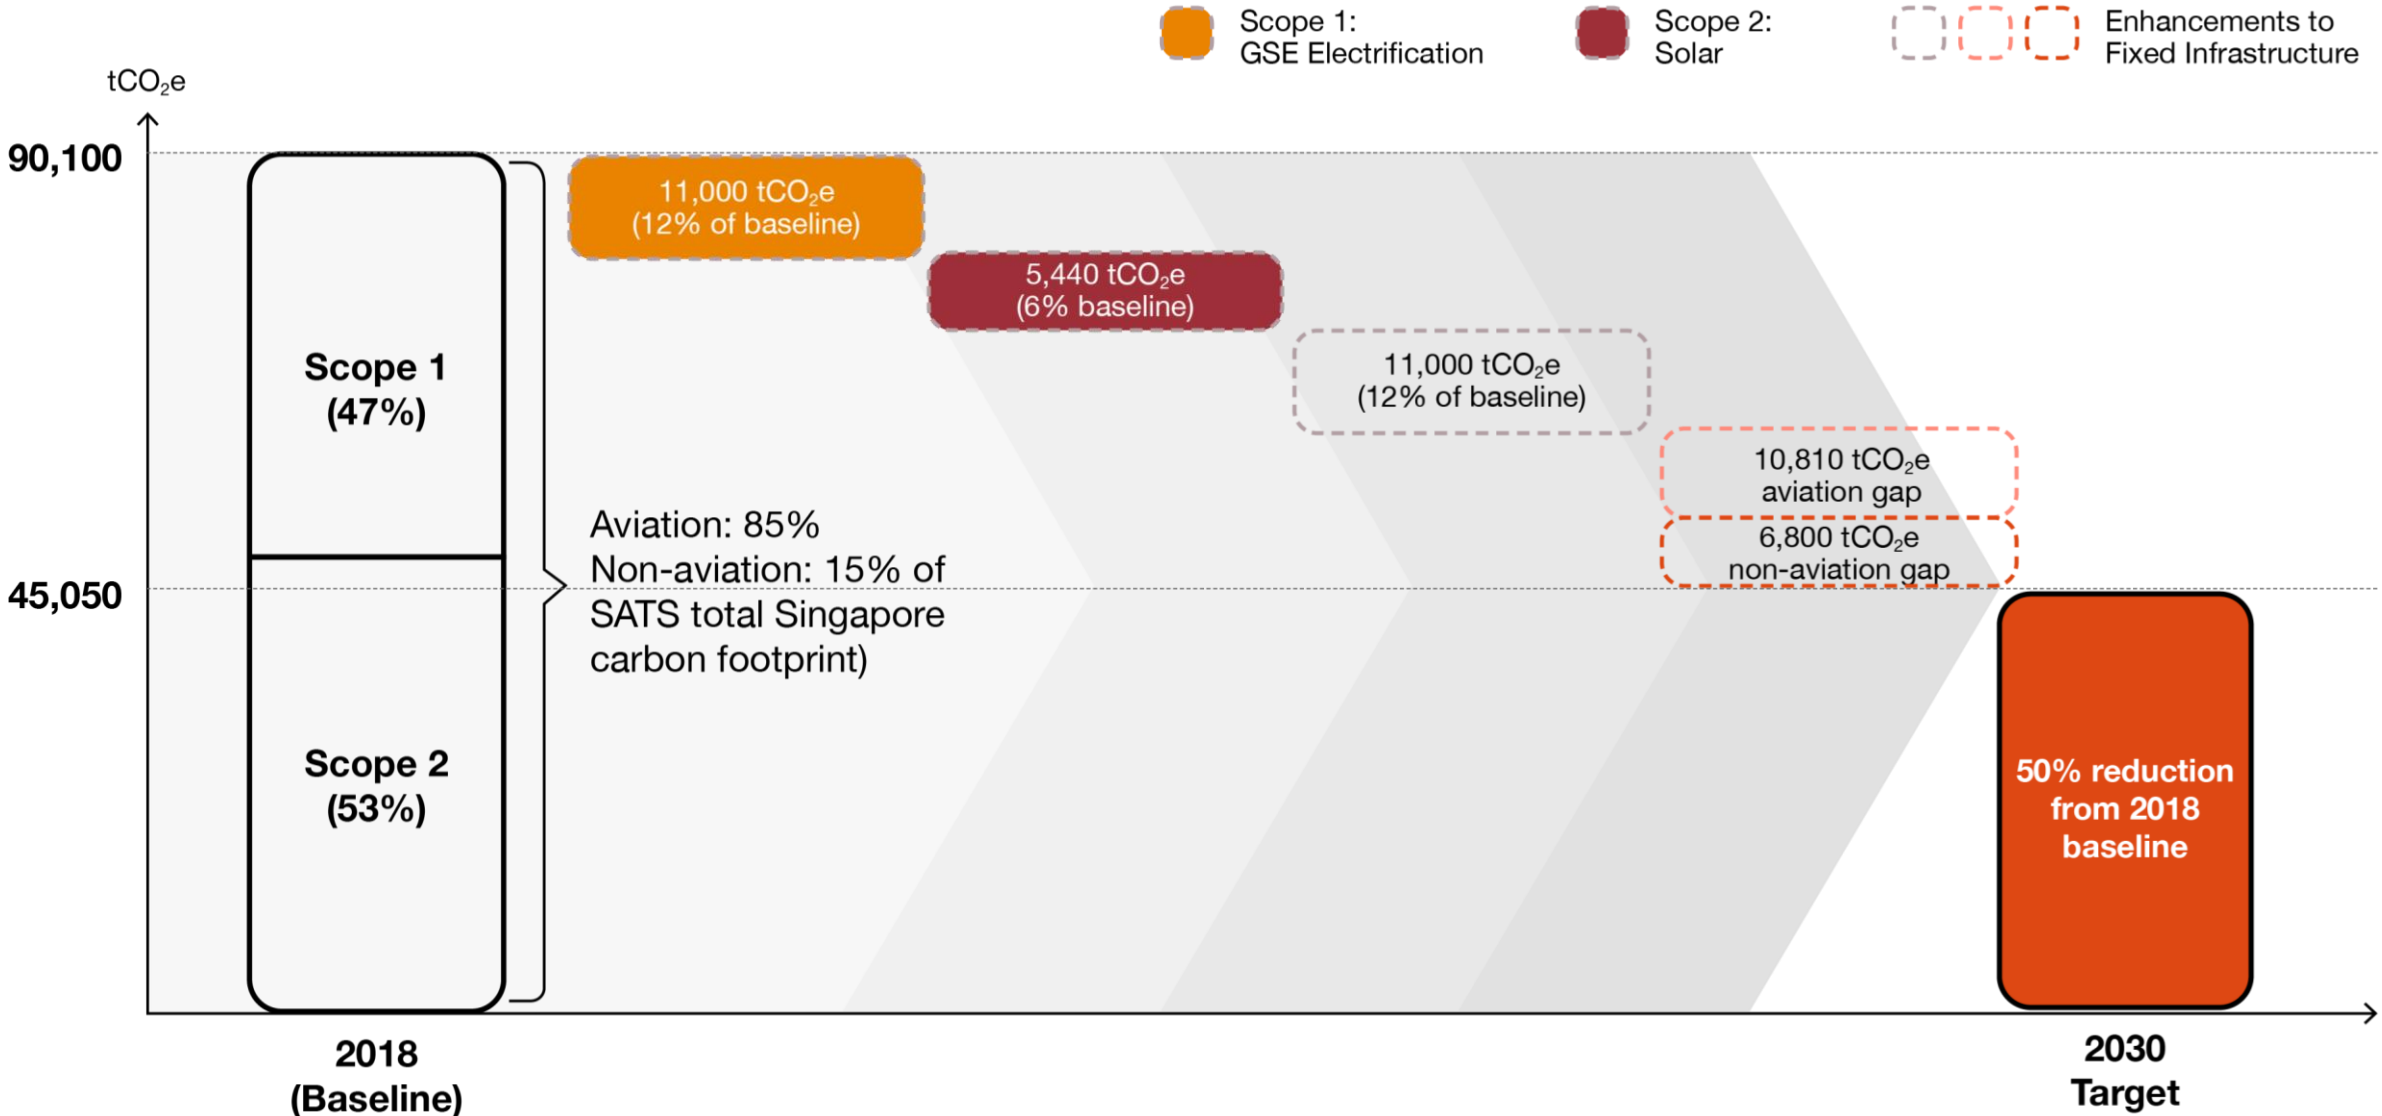 Scope 1:
GSE Electrification
Scope 2:
Solar
Enhancements to
Fixed Infrastructure
tCO₂e
90,100
45,050
Scope 1
(47%)
Scope 2
(53%)
11,000 tCO₂e
(12% of baseline)
5,440 tCO₂e
(6% baseline)
11,000 tCO₂e
(12% of baseline)
10,810 tCO₂e
aviation gap
6,800 tCO₂e
non-aviation gap
Aviation: 85%
Non-aviation: 15% of
SATS total Singapore
carbon footprint)
50% reduction
from 2018
baseline
2018
(Baseline)
2030
Target